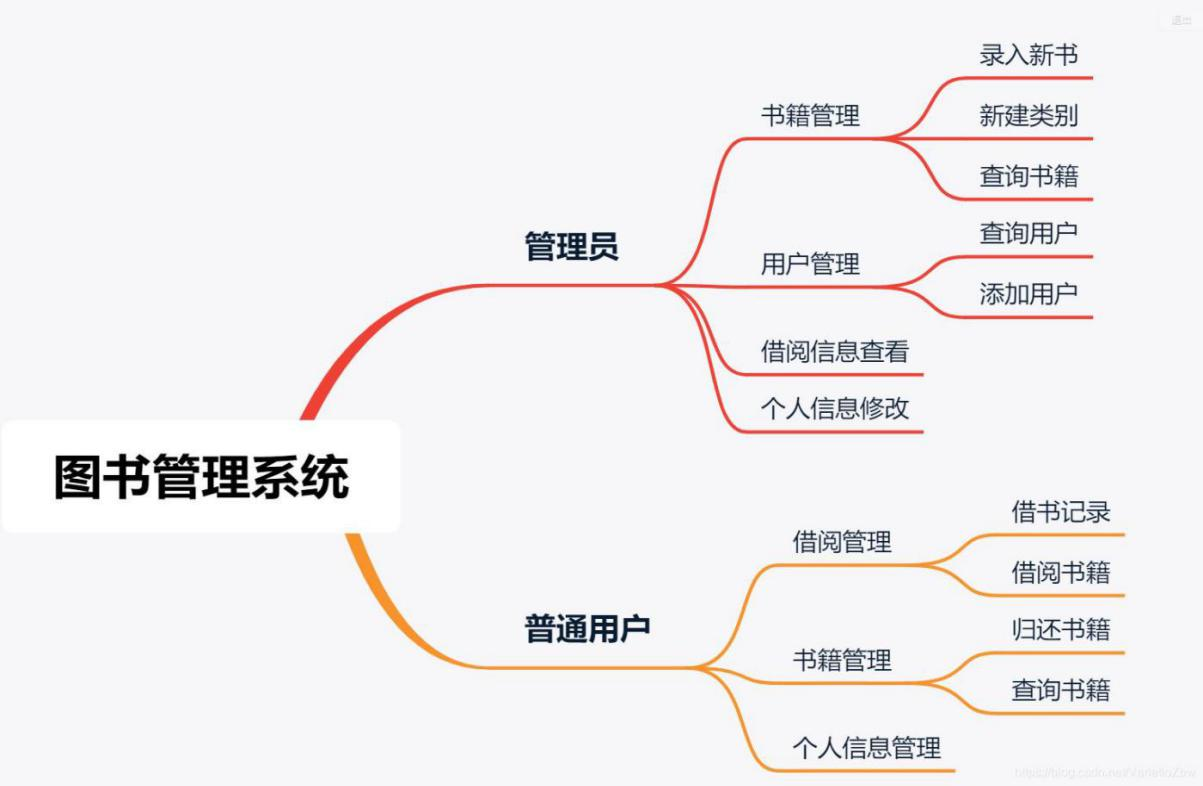 退出
录入新书
书籍管理
新建类别
查询书籍
管理员
用户管理
查询用户
添加用户
借阅信息查看
个人信息修改
图书管理系统
普通用户
借阅管理
借书记录
借阅书籍
书籍管理
归还书籍
查询书籍
个人信息管理